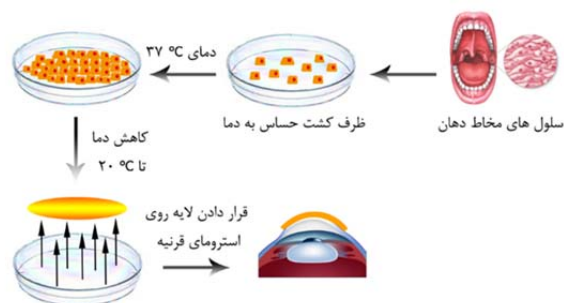 سلول های مخاط دهان
ظرف کشت حساس به دما
دمای ۳۷ °C
کاهش دما
تا ۲۰ °C
قرار دادن لایه روی
استرومای قرنیه